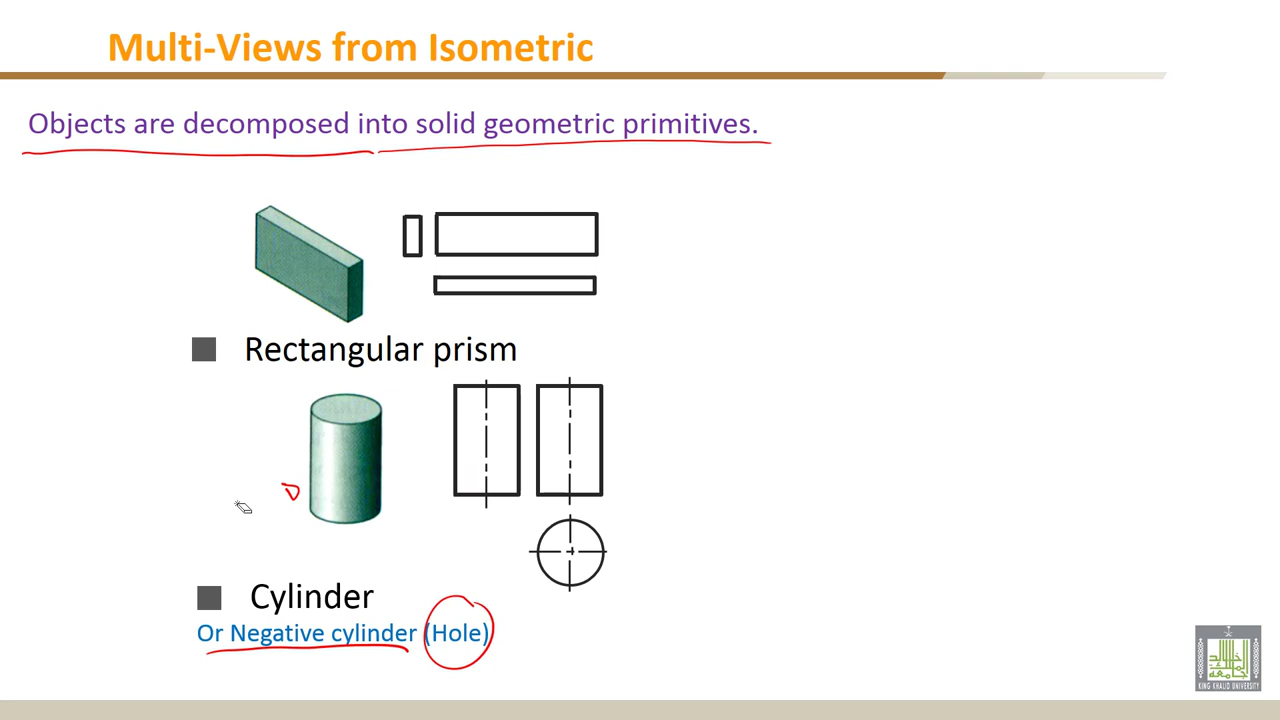 Multi-Views from Isometric
Objects are decomposed into solid geometric primitives.
Rectangular prism
Cylinder
Or Negative cylinder (Hole)
KING KHALID UNIVERSITY